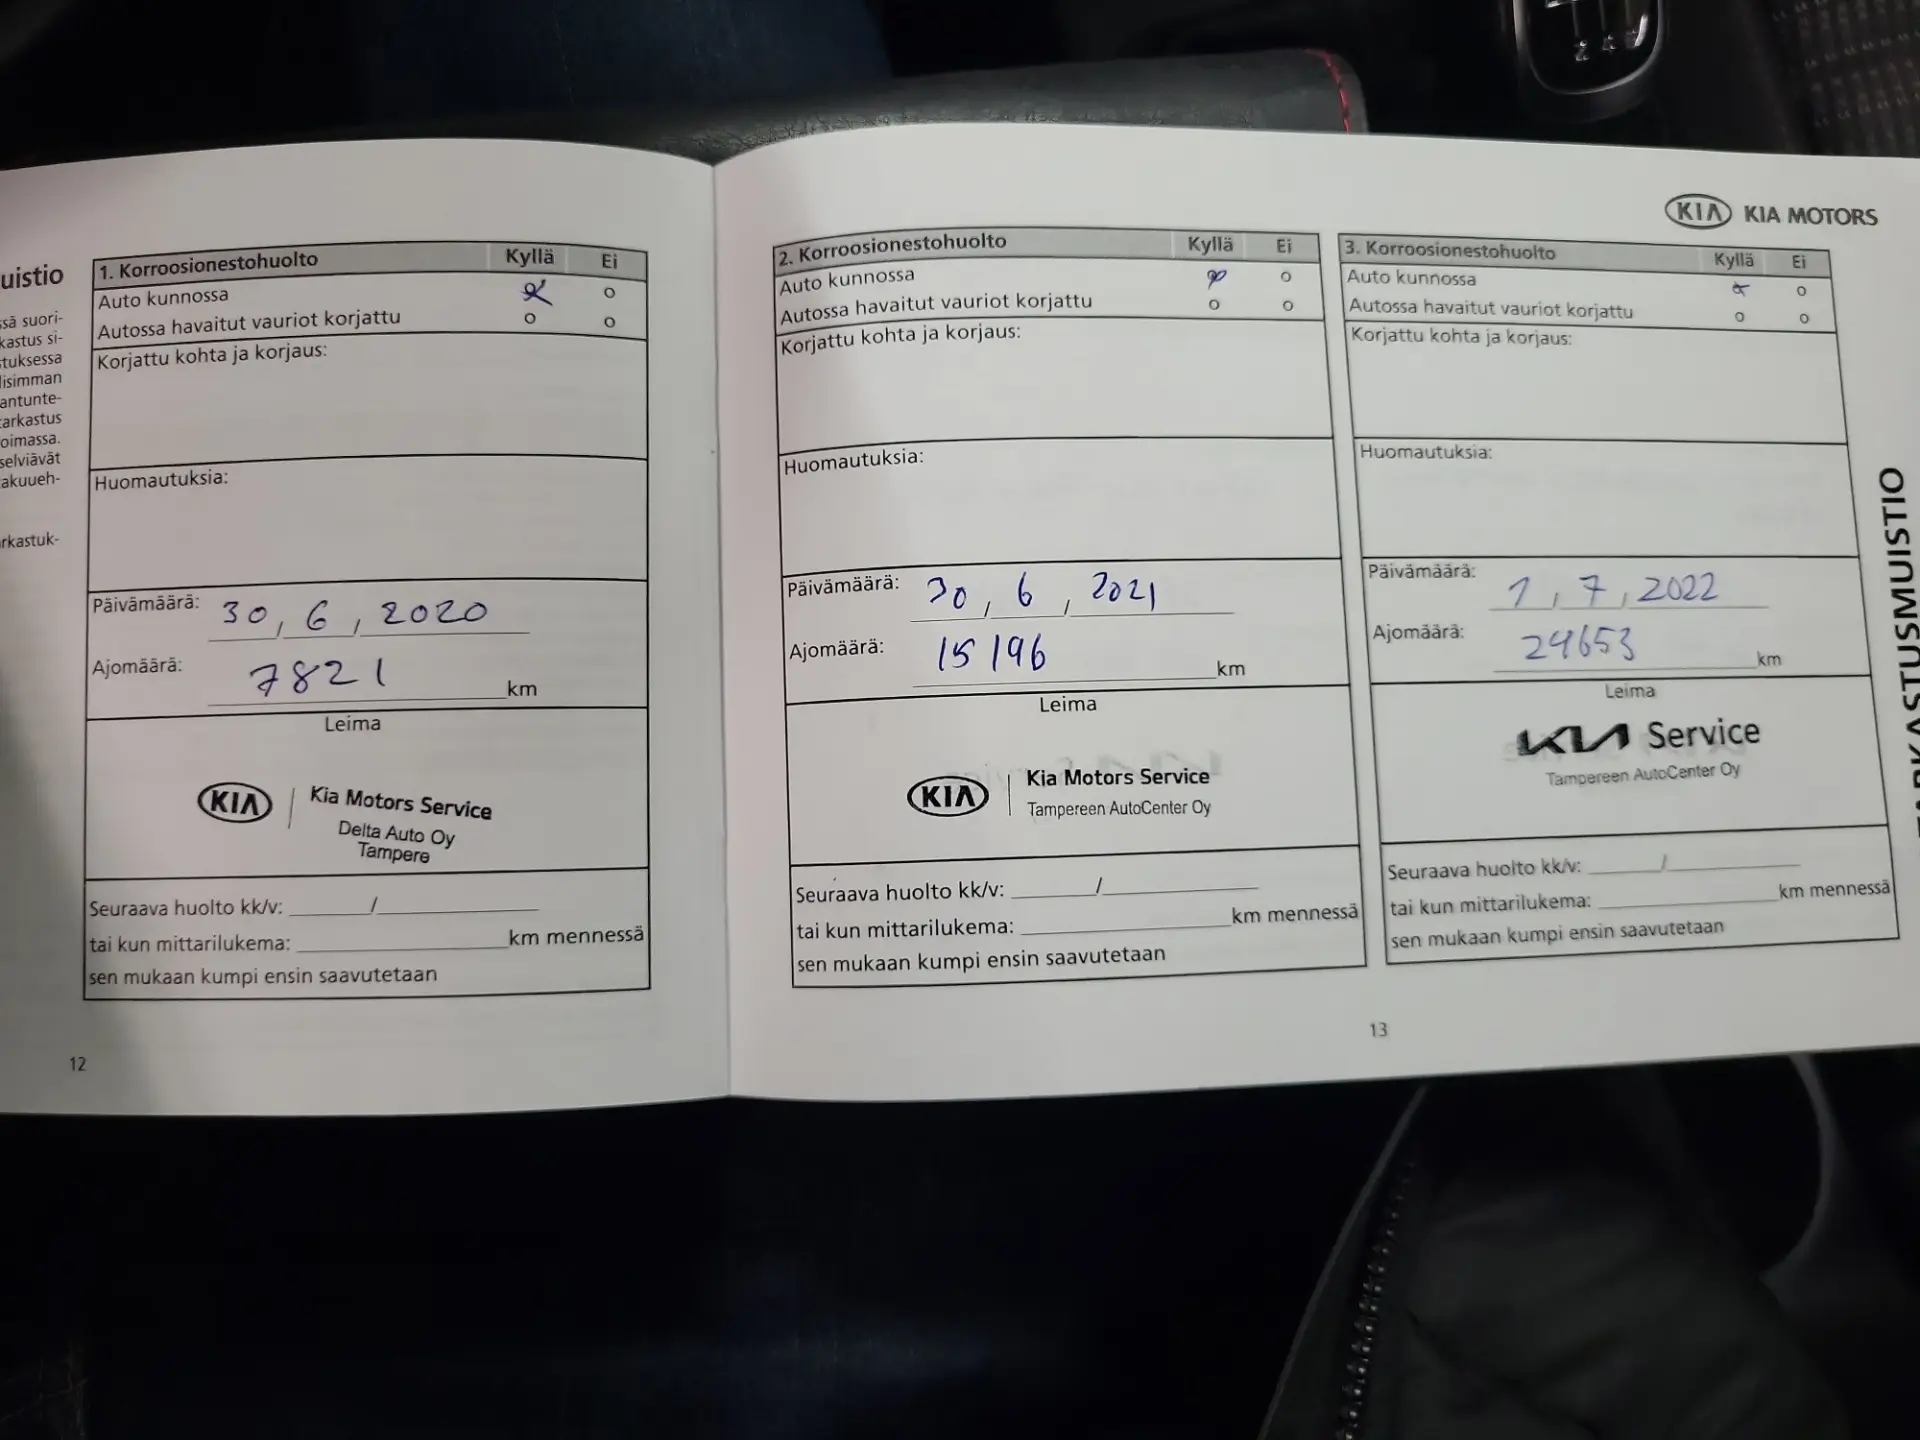 uistio
ssä suori-
kastus si-
stuksessa
lisimman
antunte-
tarkastus
oimassa.
selviävät
akuueh-
rkastuk-
1. Korroosionestohuolto Kyllä Ei
Auto kunnossa
Autossa havaitut vauriot korjattu
Korjattu kohta ja korjaus:
Huomautuksia:
Päivämäärä: 30, 6, 2020
Ajomäärä: 7821 km
Leima
KIA | Kia Motors Service
Delta Auto Oy
Tampere
Seuraava huolto kk/v: /
tai kun mittarilukema: km mennessä
sen mukaan kumpi ensin saavutetaan
12
KIA KIA MOTORS
2. Korroosionestohuolto Kyllä Ei
Auto kunnossa
Autossa havaitut vauriot korjattu
Korjattu kohta ja korjaus:
Huomautuksia:
Päivämäärä: 30, 6, 2021
Ajomäärä: 15196 km
Leima
KIA | Kia Motors Service
Tampereen AutoCenter Oy
Seuraava huolto kk/v: /
tai kun mittarilukema: km mennessä
sen mukaan kumpi ensin saavutetaan
3. Korroosionestohuolto Kyllä Ei
Auto kunnossa
Autossa havaitut vauriot korjattu
Korjattu kohta ja korjaus:
Huomautuksia:
Päivämäärä: 1, 7, 2022
Ajomäärä: 24653 km
Leima
KIA Service
Tampereen AutoCenter Oy
Seuraava huolto kk/v: /
tai kun mittarilukema: km mennessä
sen mukaan kumpi ensin saavutetaan
13
TARKASTUSMUISTIO
2 4